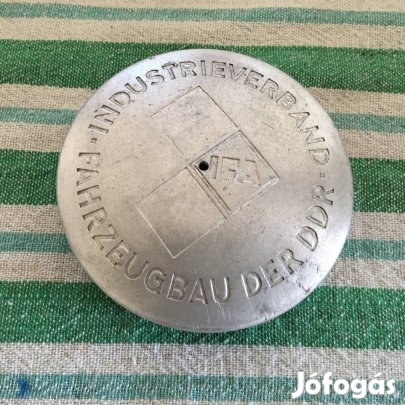 INDUSTRIEVERBAND
· FAHRZEUGBAU DER DDR ·
IFA
Jófogás